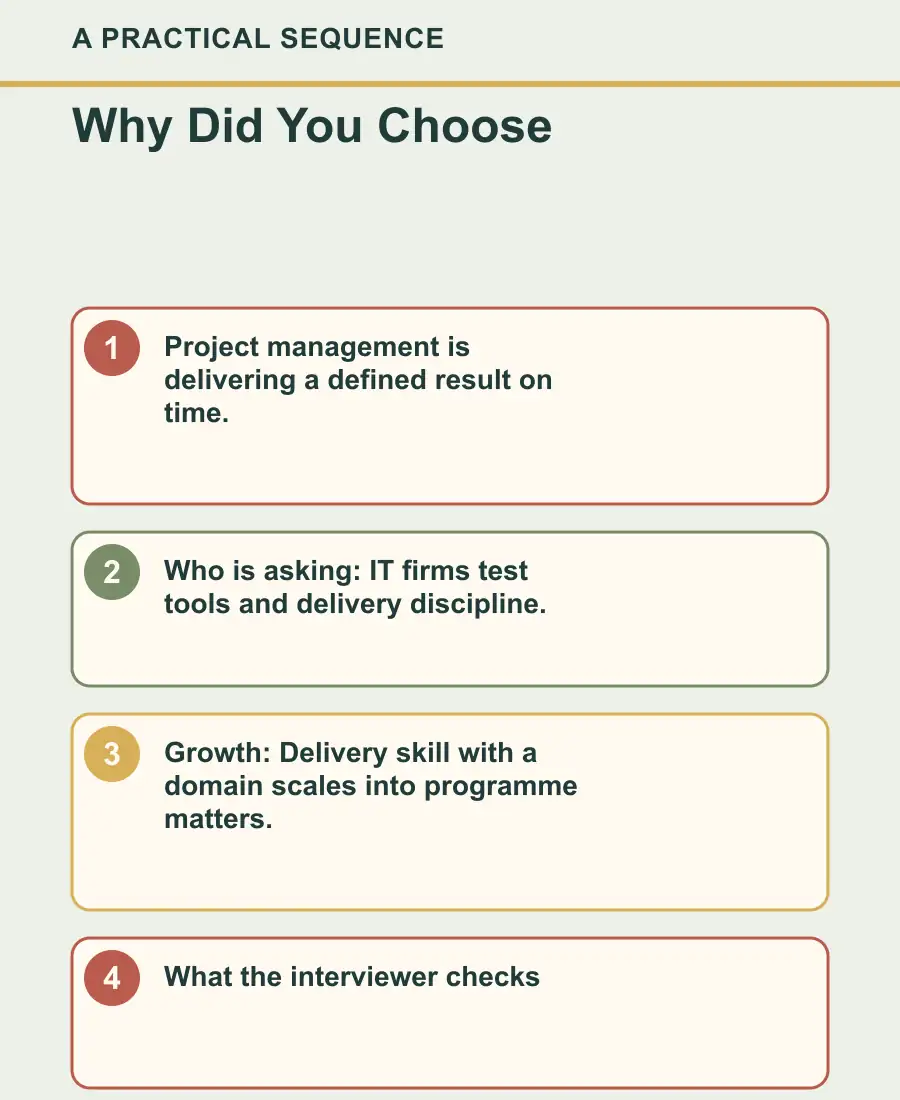 A PRACTICAL SEQUENCE
Why Did You Choose
1
Project management is
delivering a defined result on
time.
2
Who is asking: IT firms test
tools and delivery discipline.
3
Growth: Delivery skill with a
domain scales into programme
matters.
4
What the interviewer checks